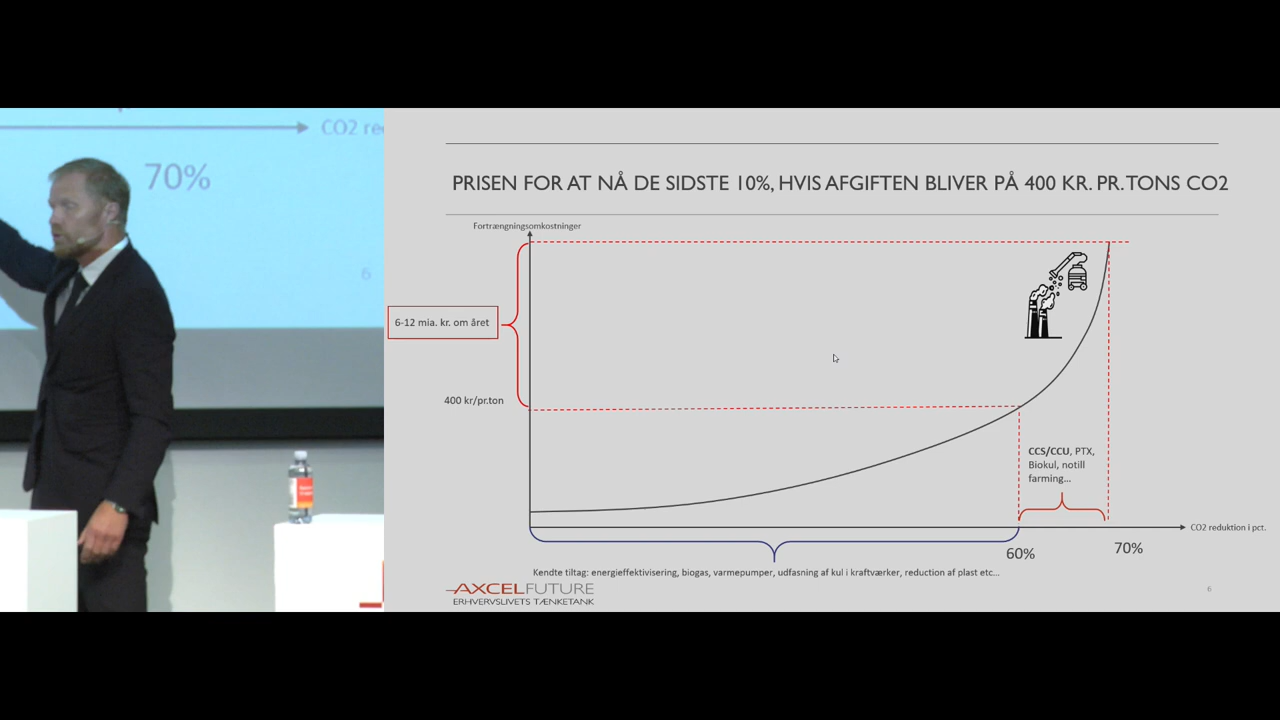 CO2 re
70%
6
PRISEN FOR AT NÅ DE SIDSTE 10%, HVIS AFGIFTEN BLIVER PÅ 400 KR. PR. TONS CO2
Fortrængningsomkostninger
6-12 mia. kr. om året
400 kr/pr.ton
CCS/CCU, PTX,
Biokul, notill
farming...
CO2 reduktion i pct.
60%
70%
Kendte tiltag: energieffektivisering, biogas, varmepumper, udfasning af kul i kraftværker, reduction af plast etc...
AXCELFUTURE
ERHVERVSLIVETS TÆNKETANK
6